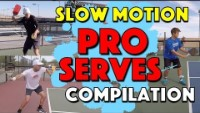 SLOW MOTION
PRO
SERVES
COMPILATION